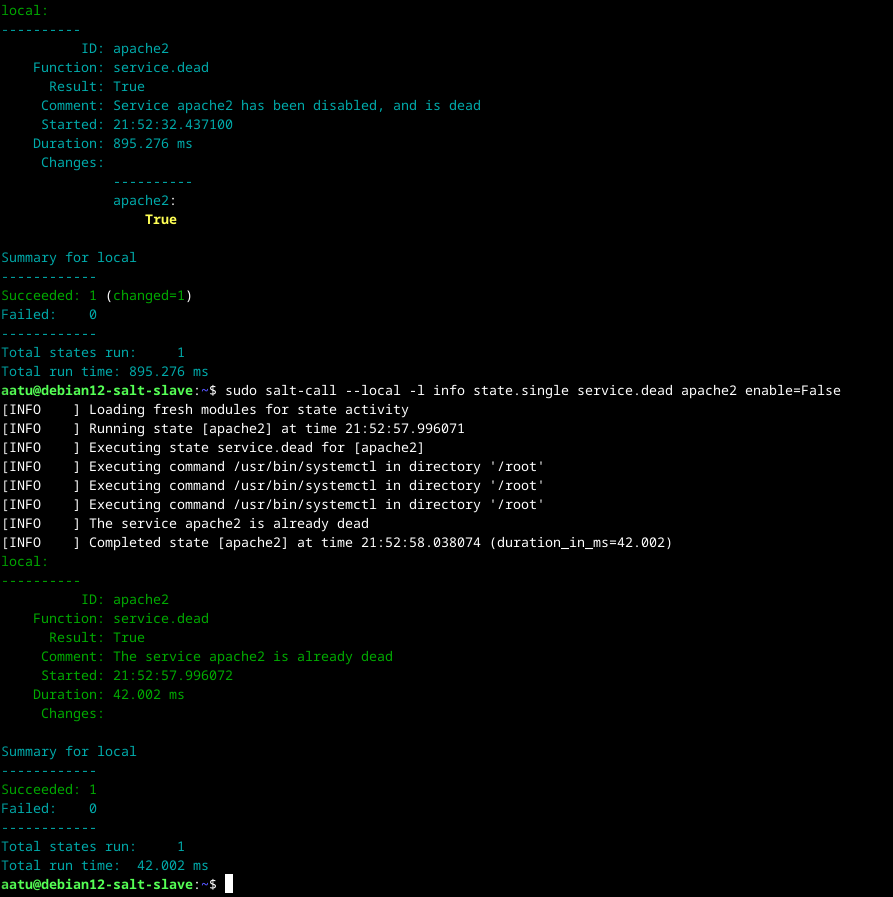 local:
----------
          ID: apache2
    Function: service.dead
      Result: True
     Comment: Service apache2 has been disabled, and is dead
     Started: 21:52:32.437100
    Duration: 895.276 ms
     Changes:
              ----------
              apache2:
                  True

Summary for local
------------
Succeeded: 1 (changed=1)
Failed:    0
------------
Total states run:     1
Total run time: 895.276 ms
aatu@debian12-salt-slave:~$ sudo salt-call --local -l info state.single service.dead apache2 enable=False
[INFO    ] Loading fresh modules for state activity
[INFO    ] Running state [apache2] at time 21:52:57.996071
[INFO    ] Executing state service.dead for [apache2]
[INFO    ] Executing command /usr/bin/systemctl in directory '/root'
[INFO    ] Executing command /usr/bin/systemctl in directory '/root'
[INFO    ] Executing command /usr/bin/systemctl in directory '/root'
[INFO    ] The service apache2 is already dead
[INFO    ] Completed state [apache2] at time 21:52:58.038074 (duration_in_ms=42.002)
local:
----------
          ID: apache2
    Function: service.dead
      Result: True
     Comment: The service apache2 is already dead
     Started: 21:52:57.996072
    Duration: 42.002 ms
     Changes:

Summary for local
------------
Succeeded: 1
Failed:    0
------------
Total states run:     1
Total run time:  42.002 ms
aatu@debian12-salt-slave:~$